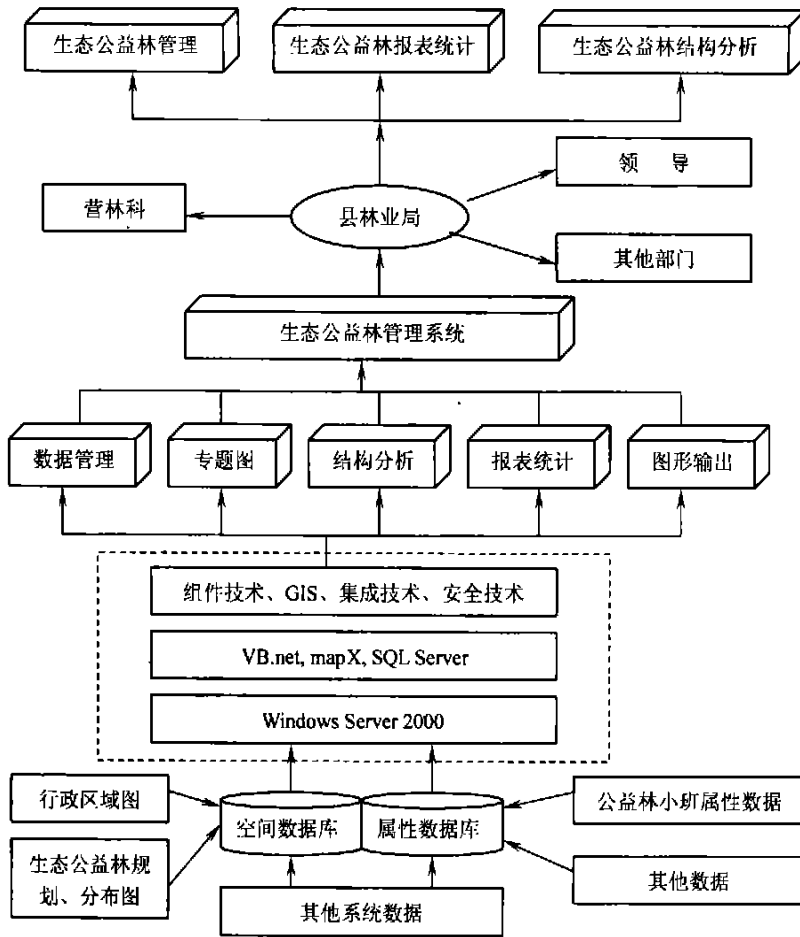 生态公益林管理
生态公益林报表统计
生态公益林结构分析
领 导
营林科
县林业局
其他部门
生态公益林管理系统
数据管理
专题图
结构分析
报表统计
图形输出
组件技术、GIS、集成技术、安全技术
VB.net, mapX, SQL Server
Windows Server 2000
行政区域图
空间数据库
属性数据库
公益林小班属性数据
生态公益林规
划、分布图
其他数据
其他系统数据